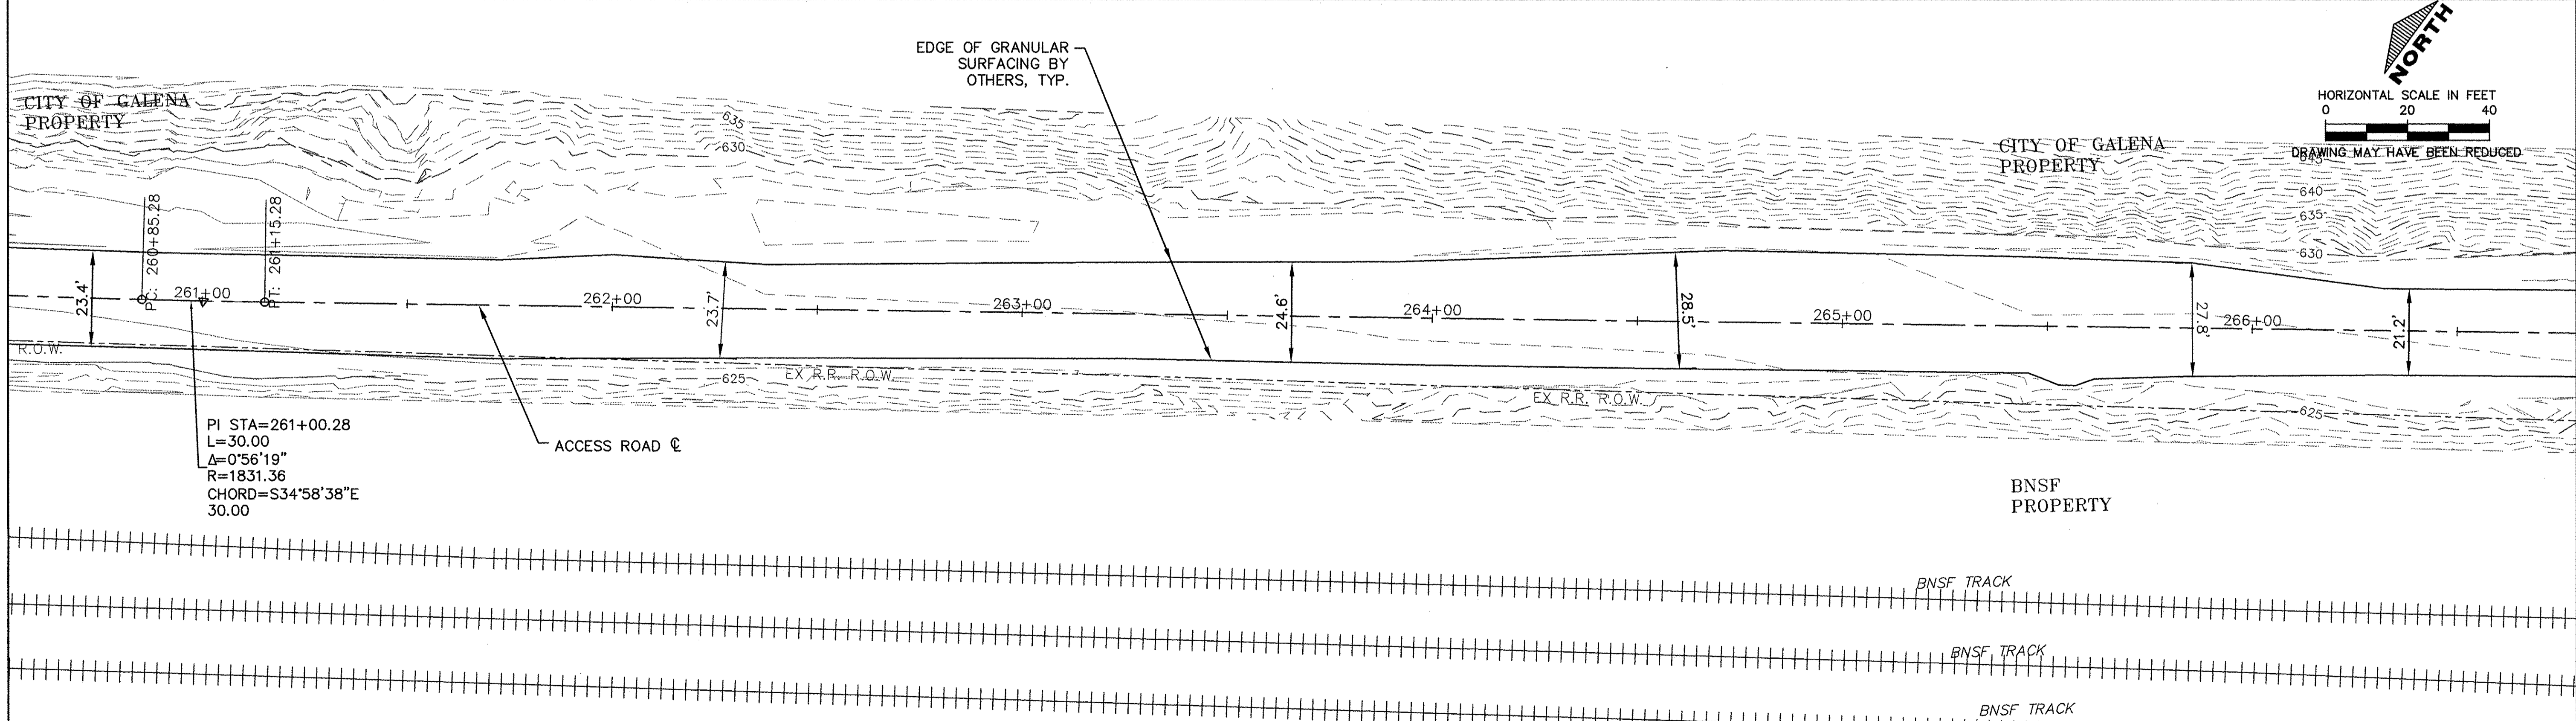 EDGE OF GRANULAR
SURFACING BY
OTHERS, TYP.
NORTH
HORIZONTAL SCALE IN FEET
0 20 40
DRAWING MAY HAVE BEEN REDUCED
CITY OF GALENA
PROPERTY
635
630
CITY OF GALENA
PROPERTY
645
640
635
630
PC: 260+85.28
PT: 261+15.28
23.4'
261+00
262+00
23.7'
263+00
24.6'
264+00
28.5'
265+00
27.8'
266+00
21.2'
R.O.W.
625
EX R.R. R.O.W.
EX R.R. R.O.W.
625
PI STA=261+00.28
L=30.00
Δ=0°56'19"
R=1831.36
CHORD=S34°58'38"E
30.00
ACCESS ROAD ℄
BNSF
PROPERTY
BNSF TRACK
BNSF TRACK
BNSF TRACK